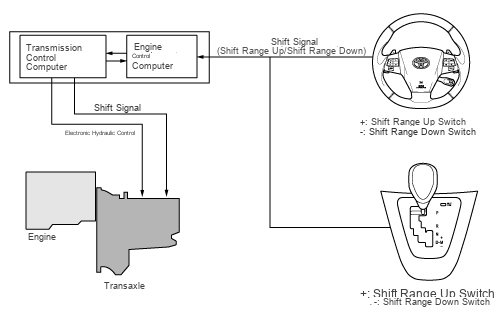 Transmission
Control
Computer
Engine
Control
Computer
Shift Signal
(Shift Range Up/Shift Range Down)
Shift Signal
Electronic Hydraulic Control
+: Shift Range Up Switch
-: Shift Range Down Switch
Engine
Transaxle
P
R
N
+
D-M
-
+: Shift Range Up Switch
-: Shift Range Down Switch